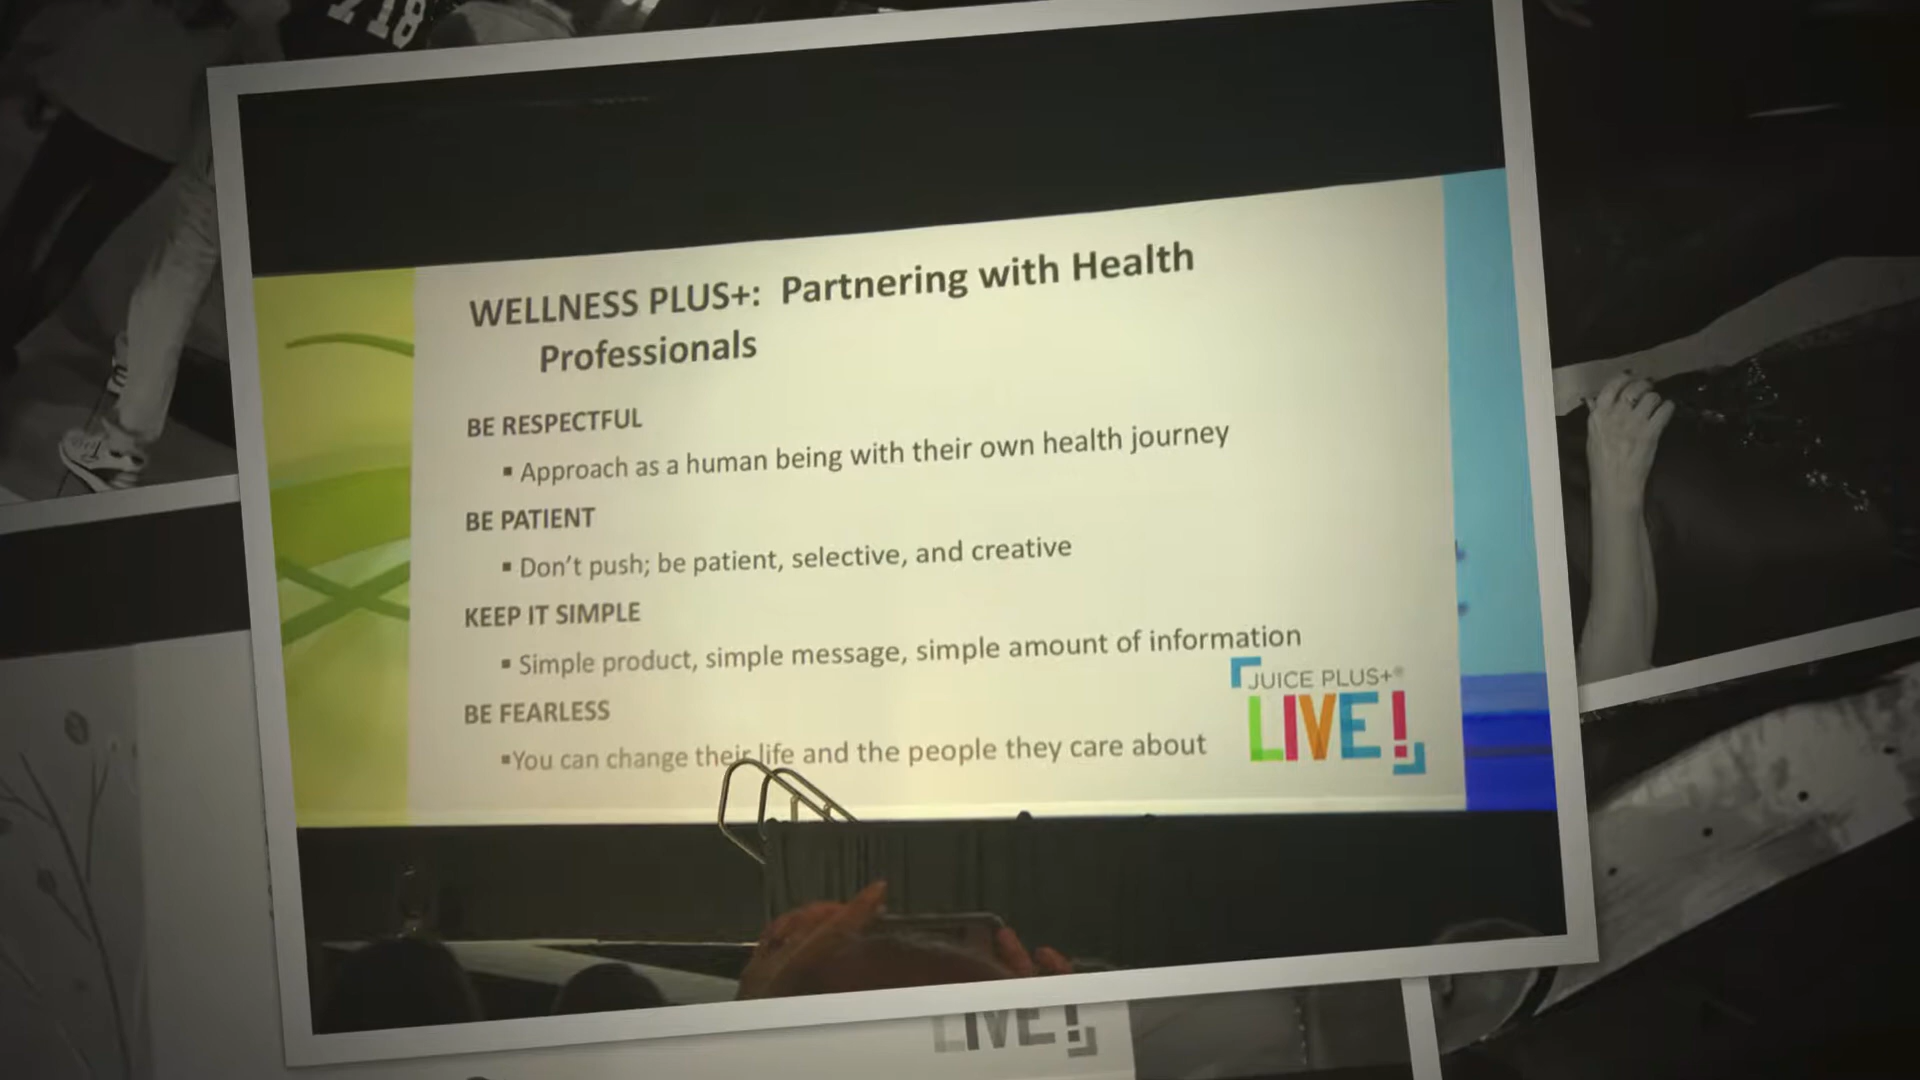 218
WELLNESS PLUS+: Partnering with Health
Professionals
BE RESPECTFUL
▪ Approach as a human being with their own health journey
BE PATIENT
▪ Don't push; be patient, selective, and creative
KEEP IT SIMPLE
▪ Simple product, simple message, simple amount of information
BE FEARLESS
▪You can change their life and the people they care about
JUICE PLUS+®
LIVE!
LIVE!